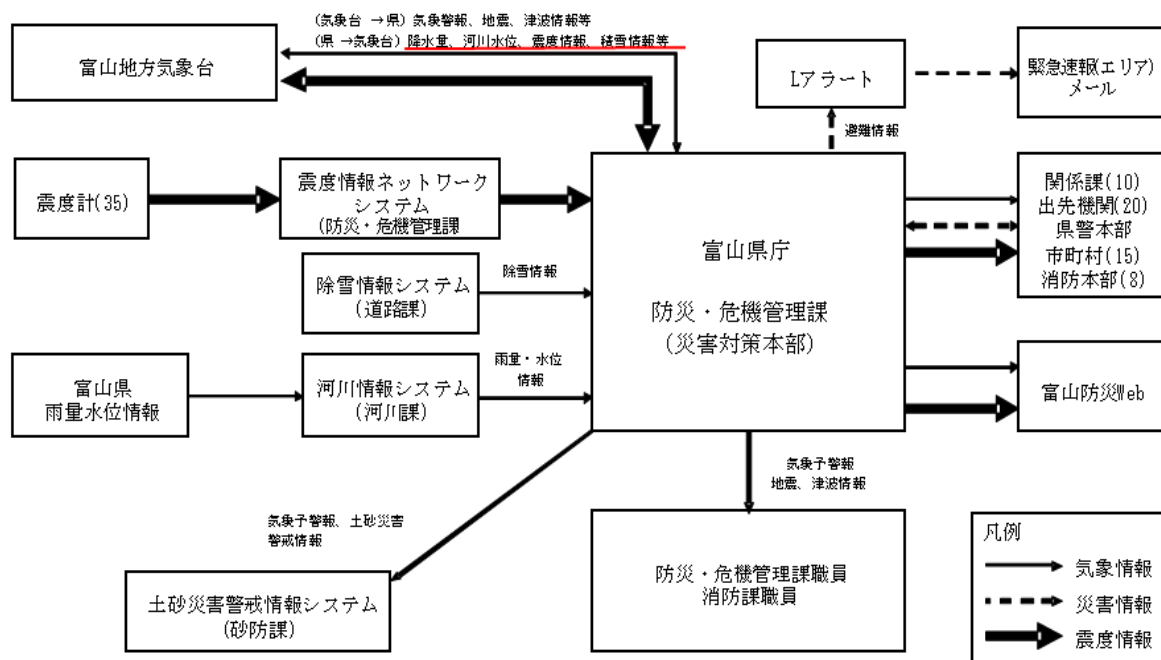 (気象台 →県) 気象警報、地震、津波情報等
(県 →気象台) 降水量、河川水位、震度情報、積雪情報等
富山地方気象台
Lアラート
緊急速報(エリア)
メール
避難情報
震度計(35)
震度情報ネットワーク
システム
(防災・危機管理課
富山県庁
防災・危機管理課
(災害対策本部)
関係課(10)
出先機関(20)
県警本部
市町村(15)
消防本部(8)
除雪情報システム
(道路課)
除雪情報
富山県
雨量水位情報
河川情報システム
(河川課)
雨量・水位
情報
富山防災Web
気象予警報
地震、津波情報
気象予警報、土砂災害
警戒情報
土砂災害警戒情報システム
(砂防課)
防災・危機管理課職員
消防課職員
凡例
気象情報
災害情報
震度情報